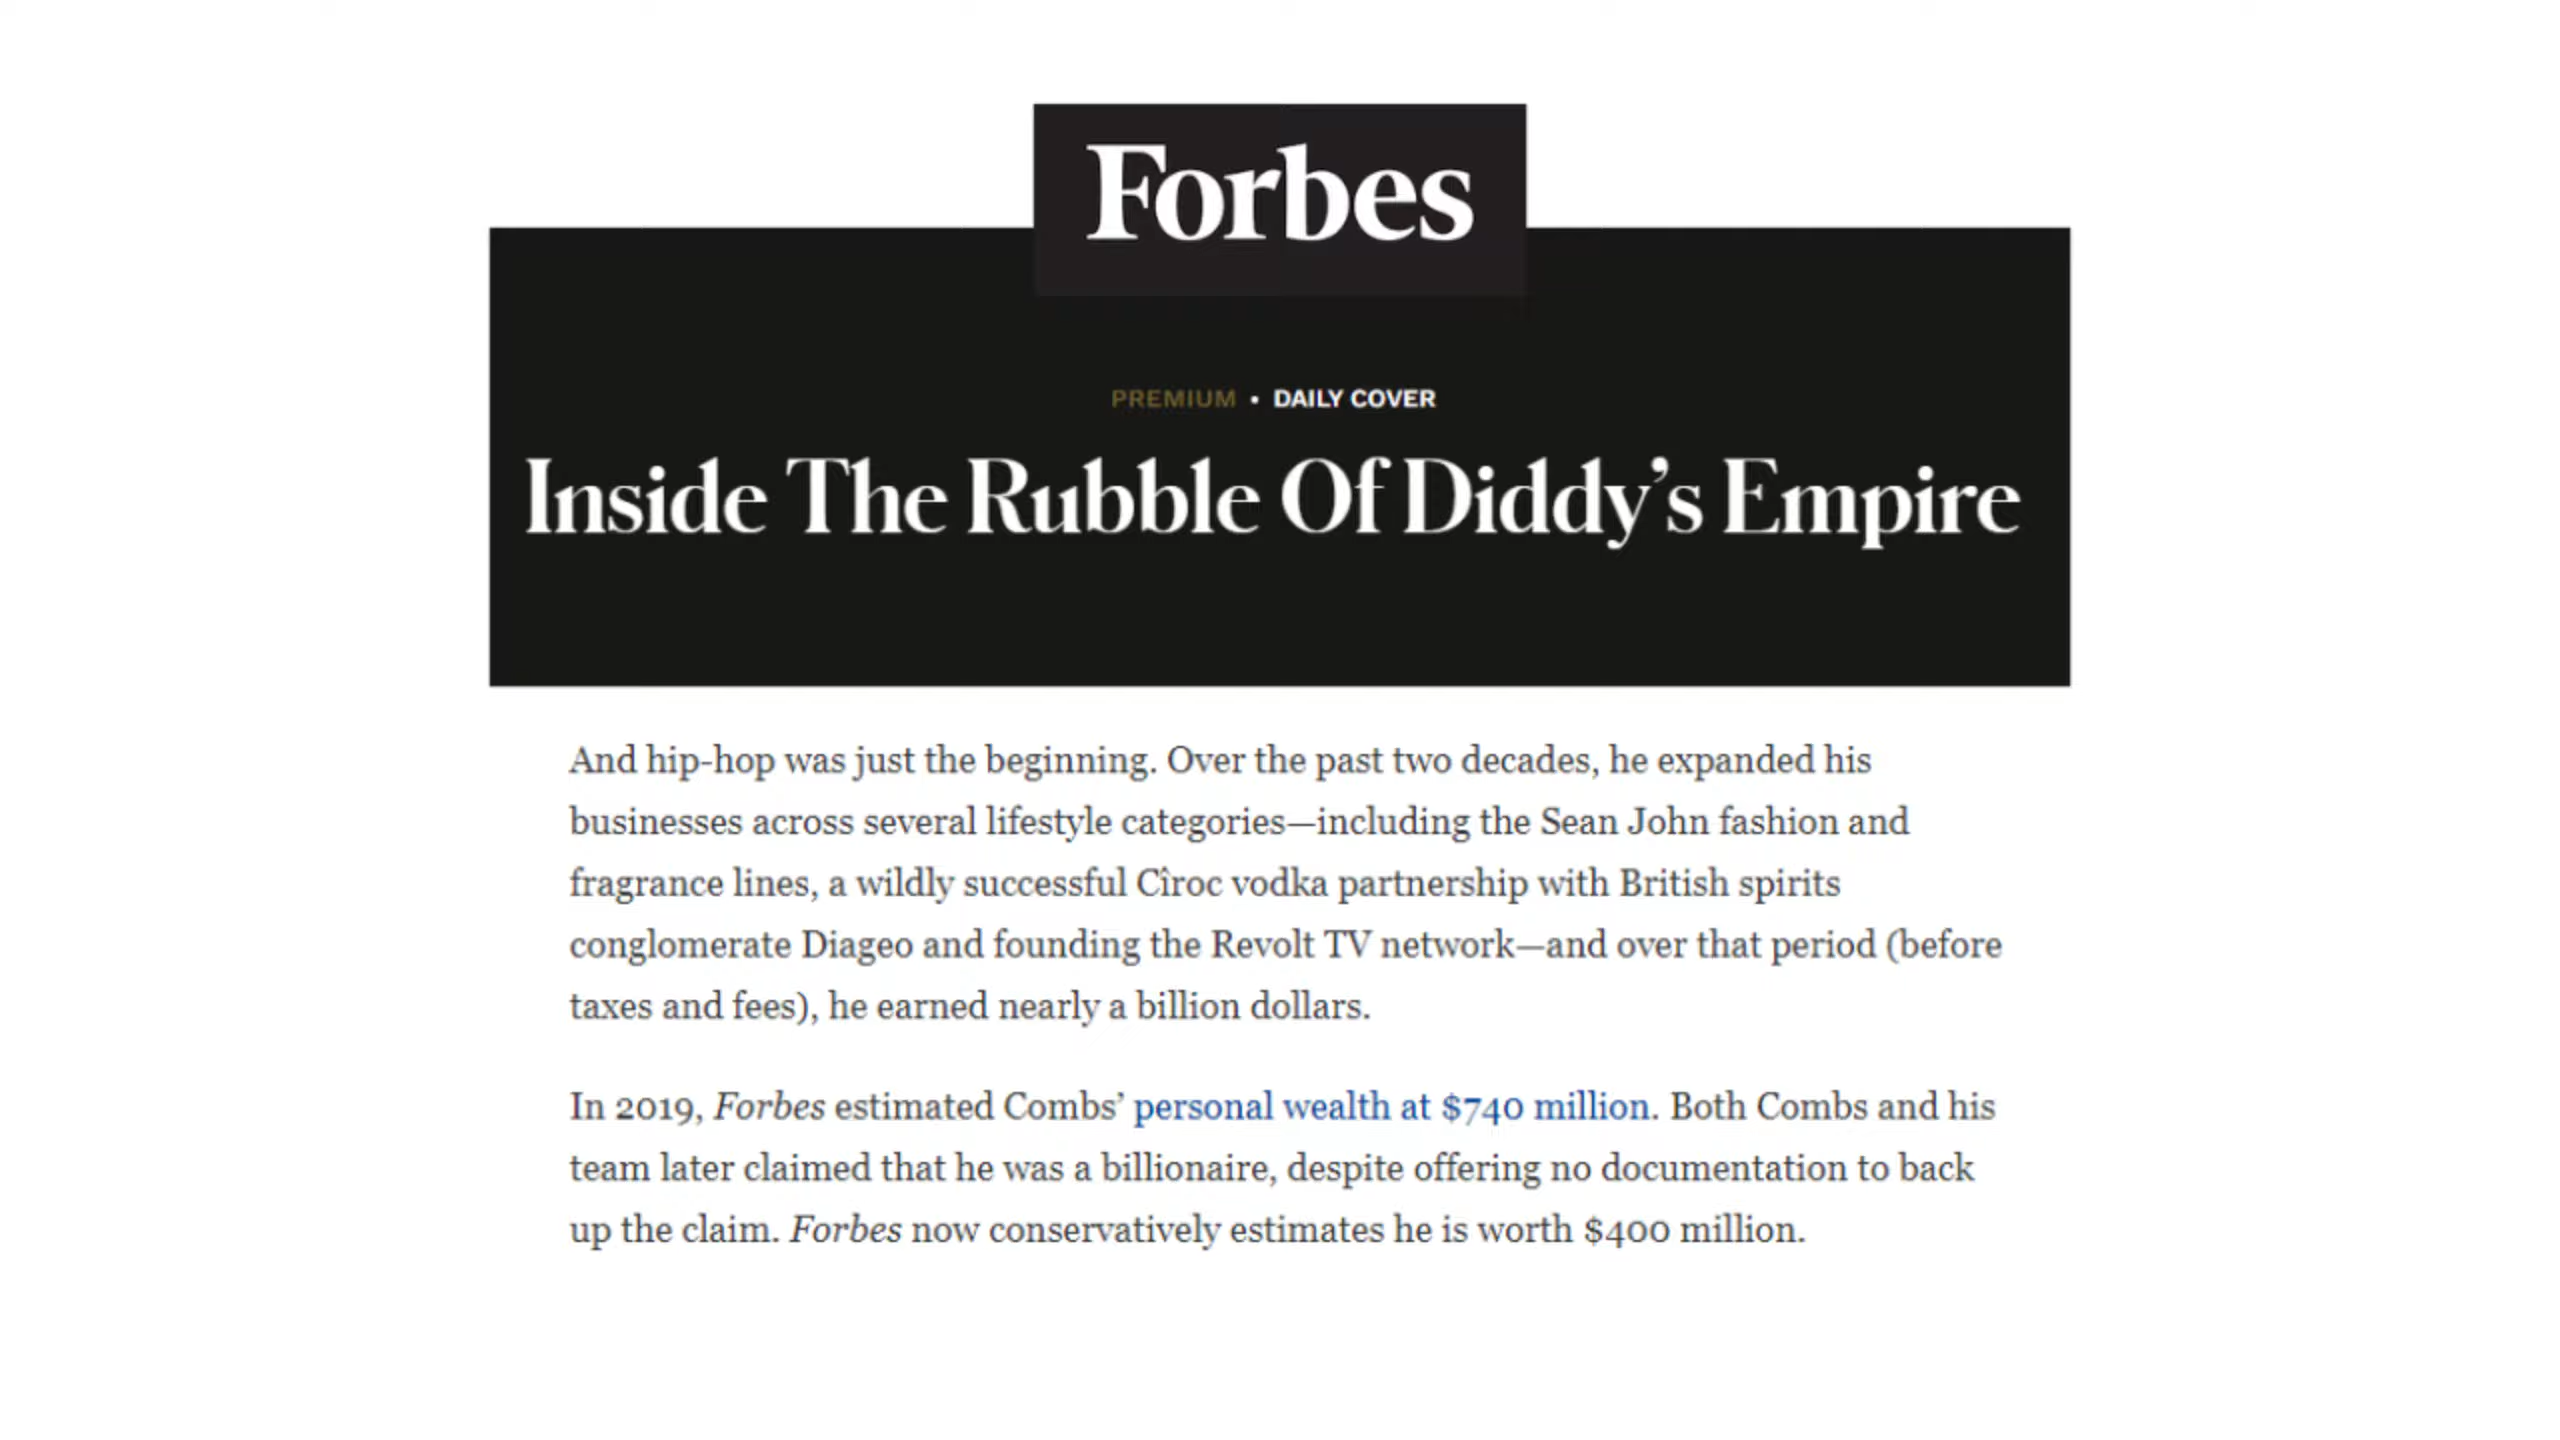 Forbes
PREMIUM • DAILY COVER
Inside The Rubble Of Diddy’s Empire
And hip-hop was just the beginning. Over the past two decades, he expanded his
businesses across several lifestyle categories—including the Sean John fashion and
fragrance lines, a wildly successful Cîroc vodka partnership with British spirits
conglomerate Diageo and founding the Revolt TV network—and over that period (before
taxes and fees), he earned nearly a billion dollars.
In 2019, Forbes estimated Combs’ personal wealth at $740 million. Both Combs and his
team later claimed that he was a billionaire, despite offering no documentation to back
up the claim. Forbes now conservatively estimates he is worth $400 million.